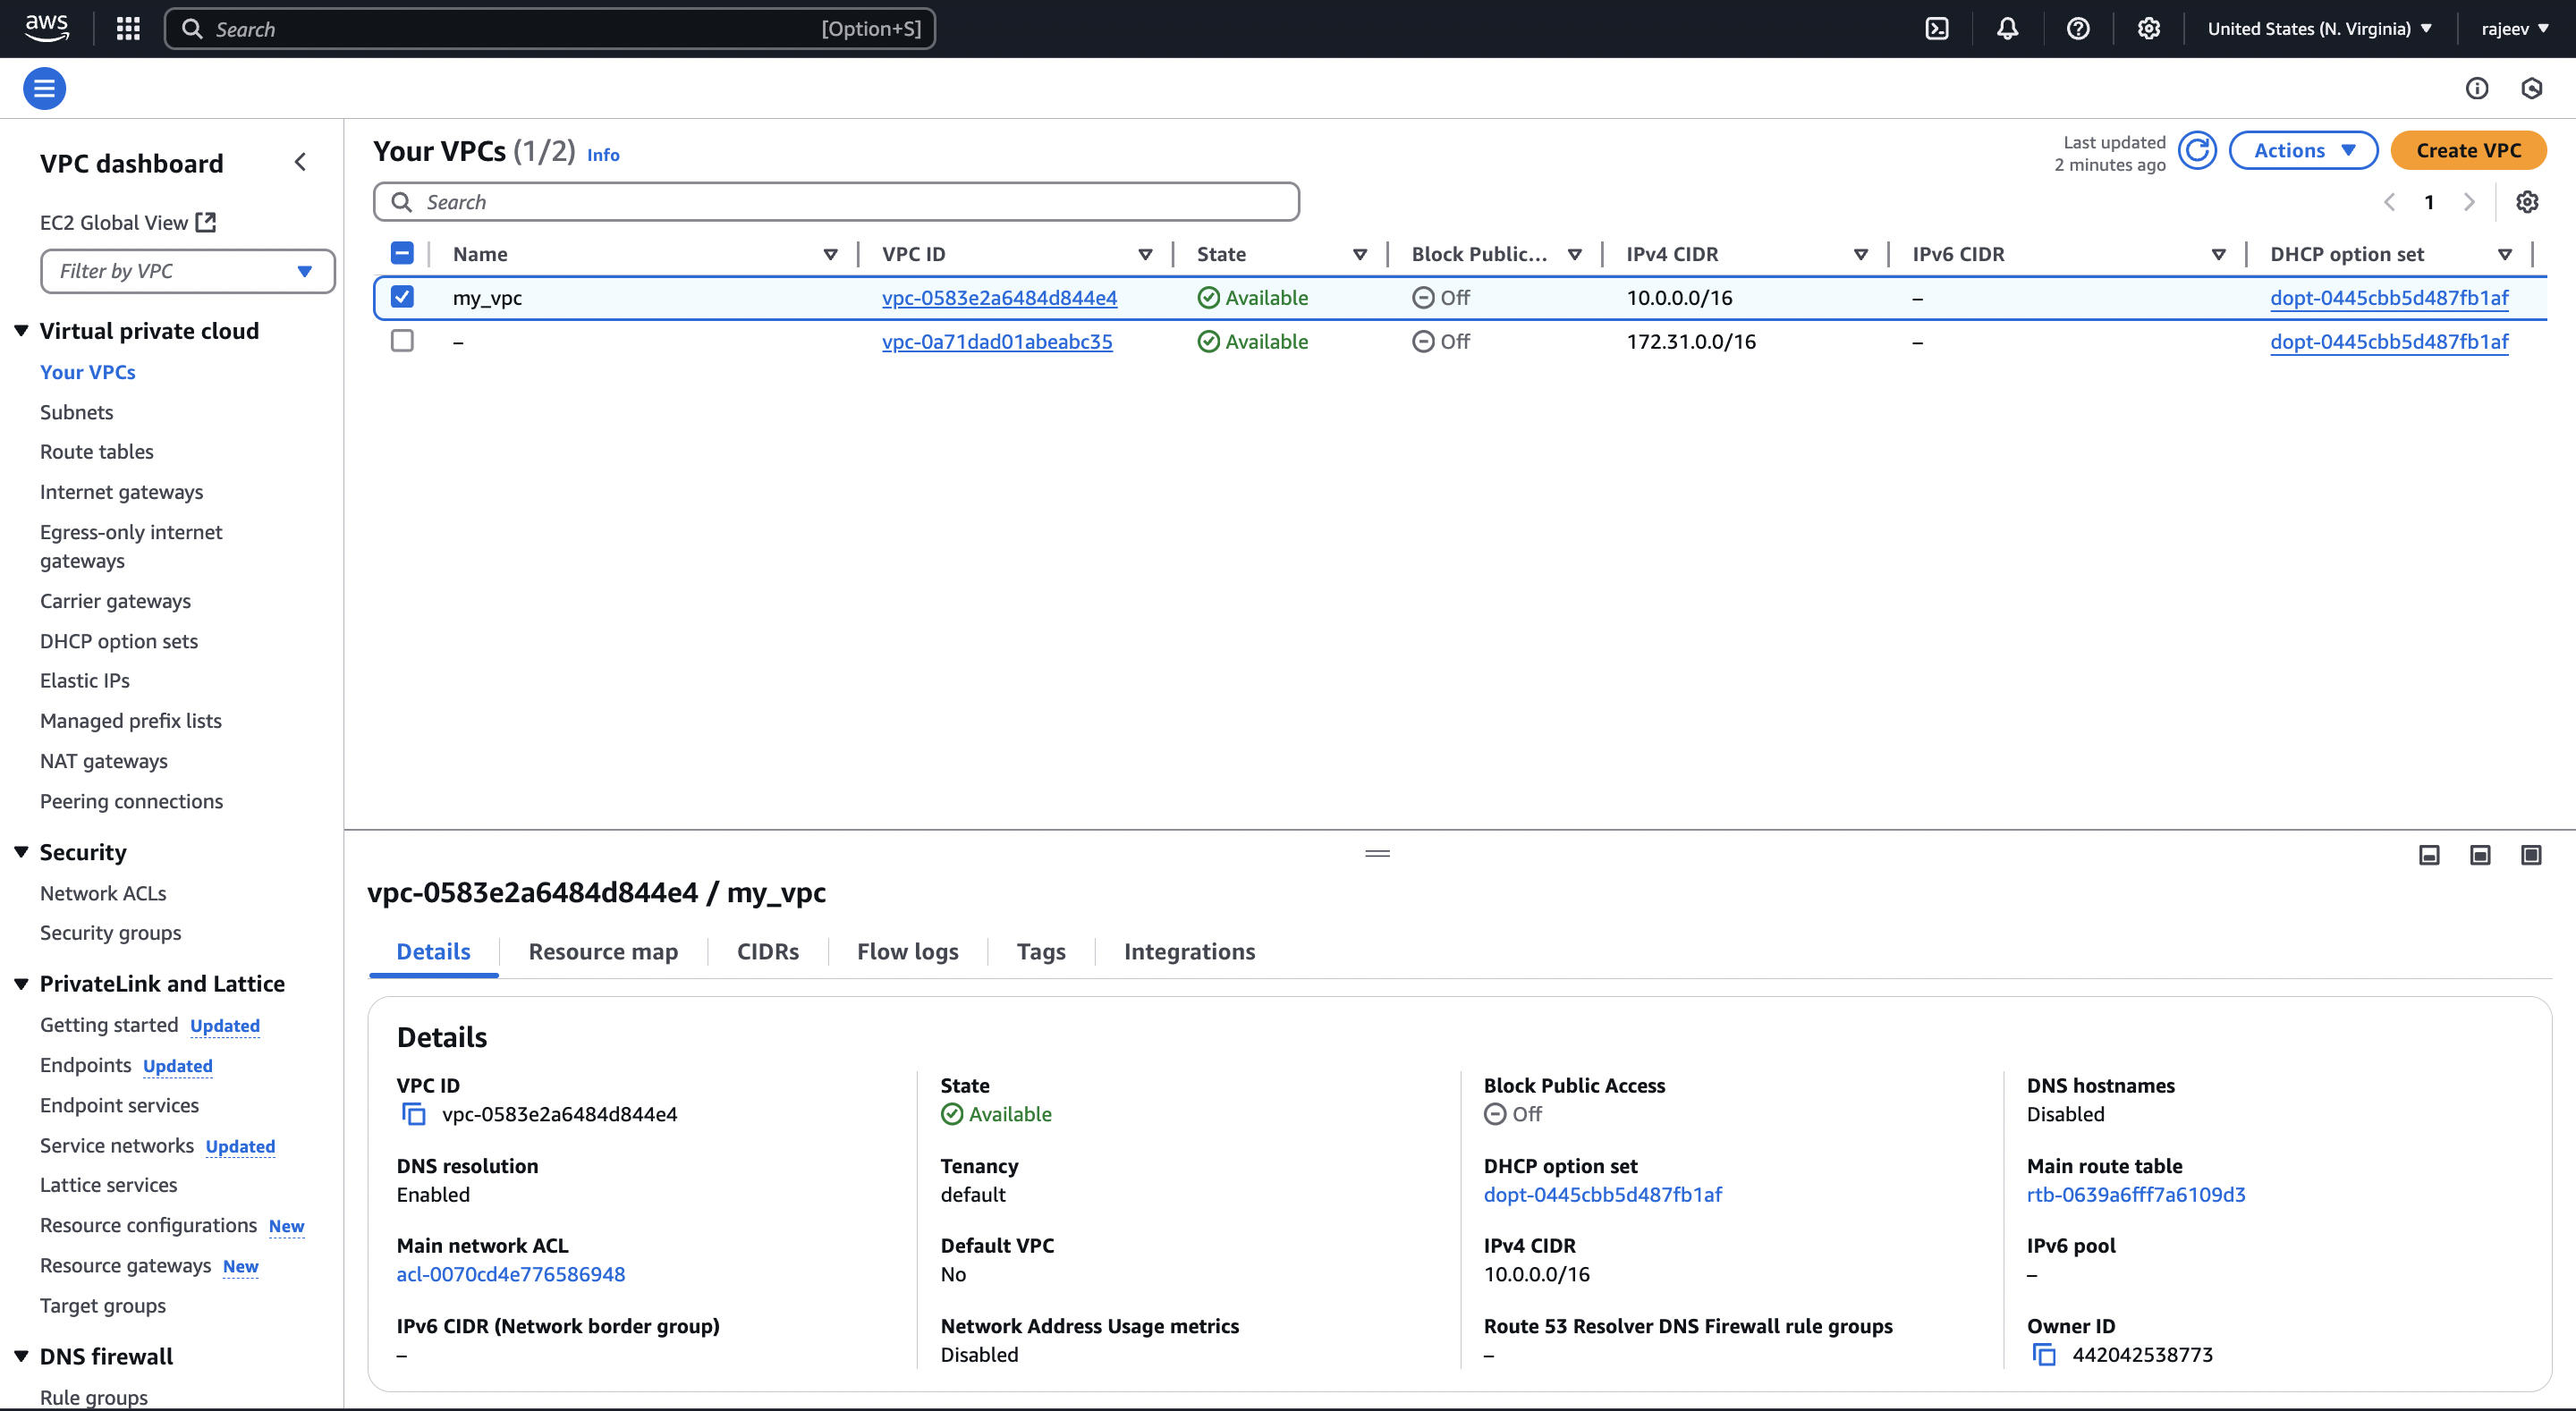 aws
Search [Option+S]
United States (N. Virginia)
rajeev
VPC dashboard
EC2 Global View
Filter by VPC
Virtual private cloud
Your VPCs
Subnets
Route tables
Internet gateways
Egress-only internet
gateways
Carrier gateways
DHCP option sets
Elastic IPs
Managed prefix lists
NAT gateways
Peering connections
Security
Network ACLs
Security groups
PrivateLink and Lattice
Getting started Updated
Endpoints Updated
Endpoint services
Service networks Updated
Lattice services
Resource configurations New
Resource gateways New
Target groups
DNS firewall
Rule groups
Your VPCs (1/2) Info
Last updated
2 minutes ago
Actions
Create VPC
Search
1
Name VPC ID State Block Public... IPv4 CIDR IPv6 CIDR DHCP option set
my_vpc vpc-0583e2a6484d844e4 Available Off 10.0.0.0/16 – dopt-0445cbb5d487fb1af
– vpc-0a71dad01abeabc35 Available Off 172.31.0.0/16 – dopt-0445cbb5d487fb1af
vpc-0583e2a6484d844e4 / my_vpc
Details Resource map CIDRs Flow logs Tags Integrations
Details
VPC ID
vpc-0583e2a6484d844e4
State
Available
Block Public Access
Off
DNS hostnames
Disabled
DNS resolution
Enabled
Tenancy
default
DHCP option set
dopt-0445cbb5d487fb1af
Main route table
rtb-0639a6fff7a6109d3
Main network ACL
acl-0070cd4e776586948
Default VPC
No
IPv4 CIDR
10.0.0.0/16
IPv6 pool
–
IPv6 CIDR (Network border group)
–
Network Address Usage metrics
Disabled
Route 53 Resolver DNS Firewall rule groups
–
Owner ID
442042538773